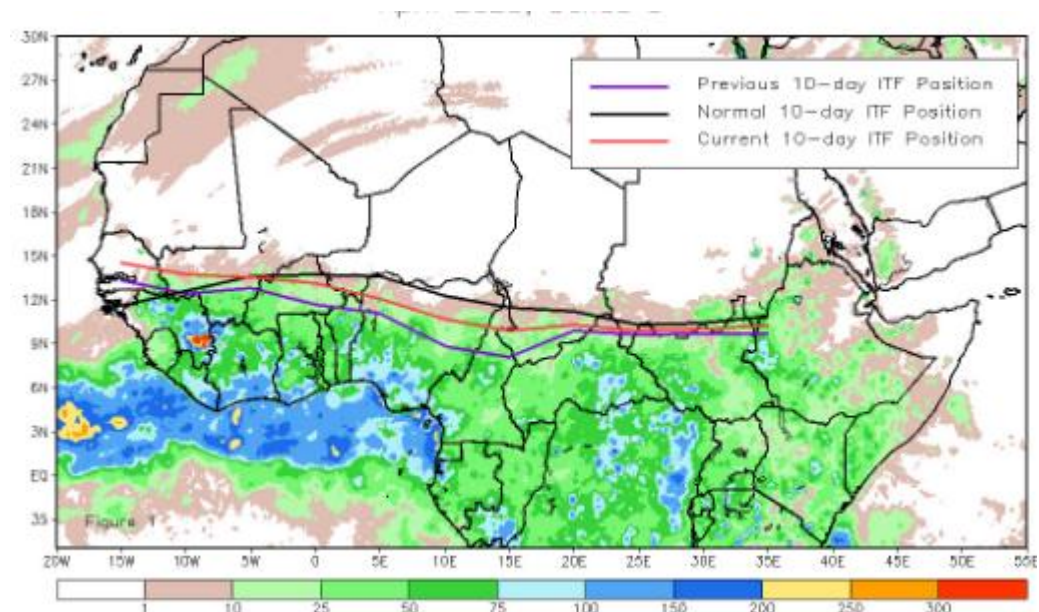 30N
27N
24N
21N
18N
15N
12N
9N
6N
3N
EQ
3S
Previous 10-day ITF Position
Normal 10-day ITF Position
Current 10-day ITF Position
Figure 1
20W 15W 10W 5W 0 5E 10E 15E 20E 25E 30E 35E 40E 45E 50E 55E
1 10 25 50 75 100 150 200 250 300